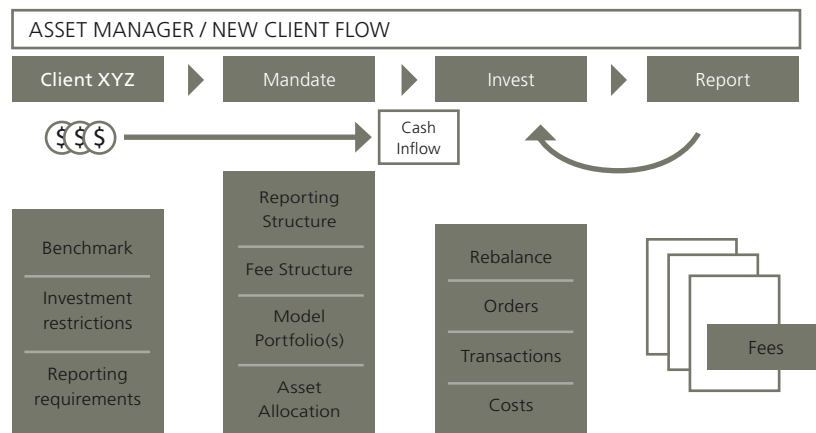 ASSET MANAGER / NEW CLIENT FLOW
Client XYZ
Mandate
Invest
Report
$ $ $
Cash
Inflow
Benchmark
Investment
restrictions
Reporting
requirements
Reporting
Structure
Fee Structure
Model
Portfolio(s)
Asset
Allocation
Rebalance
Orders
Transactions
Costs
Fees